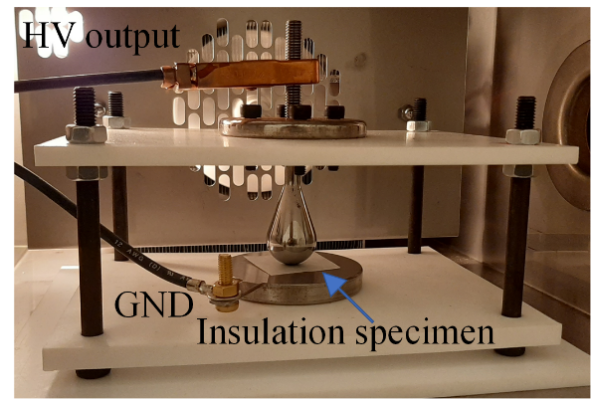 HV output
GND
Insulation specimen